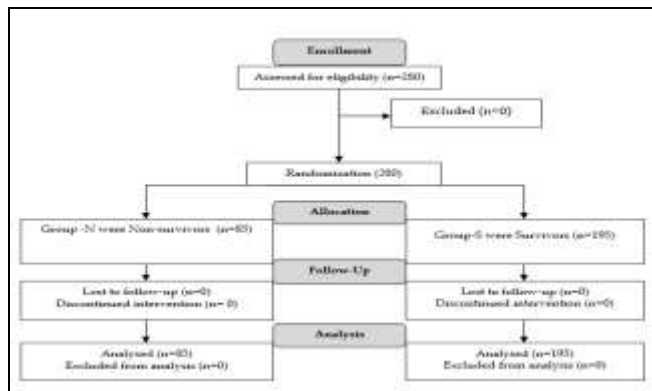 Enrollment
Assessed for eligibility (n=280)
Excluded (n=0)
Randomization (280)
Allocation
Group -N were Non-survivors (n=85)
Group-S were Survivors (n=195)
Follow-Up
Lost to follow-up (n=0)
Discontinued intervention (n= 0)
Lost to follow-up (n=0)
Discontinued intervention (n=0)
Analysis
Analysed (n=85)
Excluded from analysis (n=0)
Analysed (n=195)
Excluded from analysis (n=0)